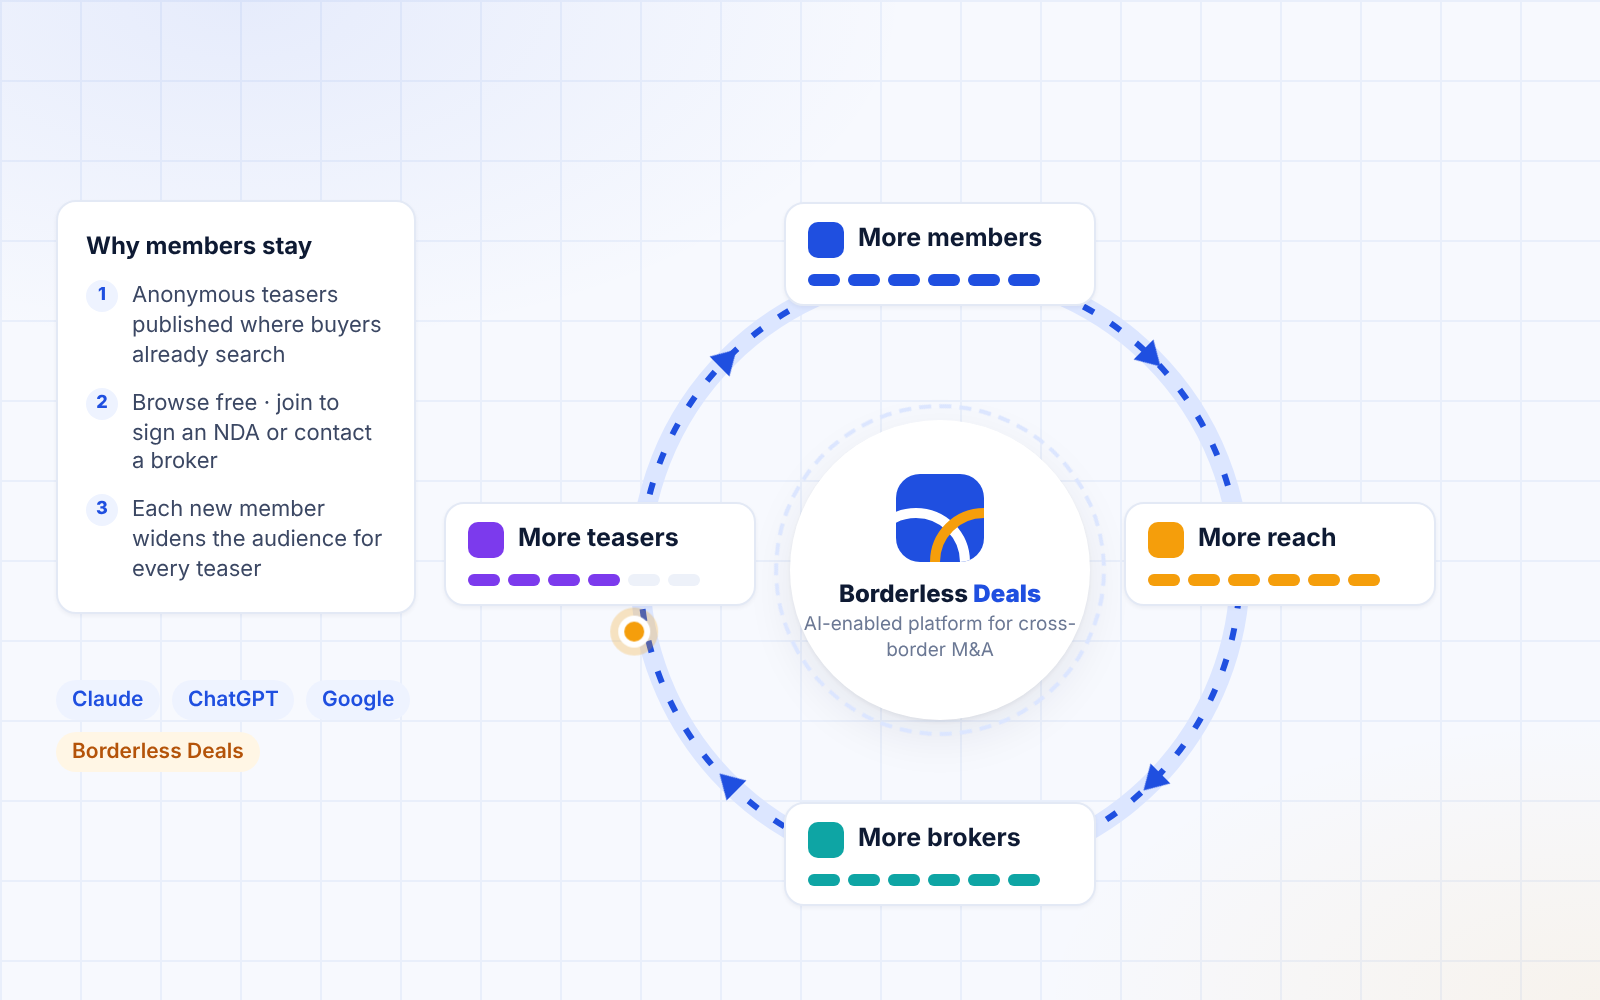 Why members stay
1 Anonymous teasers
published where buyers
already search
2 Browse free · join to
sign an NDA or contact
a broker
3 Each new member
widens the audience for
every teaser
Claude ChatGPT Google
Borderless Deals
More members
More teasers
Borderless Deals
AI-enabled platform for cross-
border M&A
More reach
More brokers